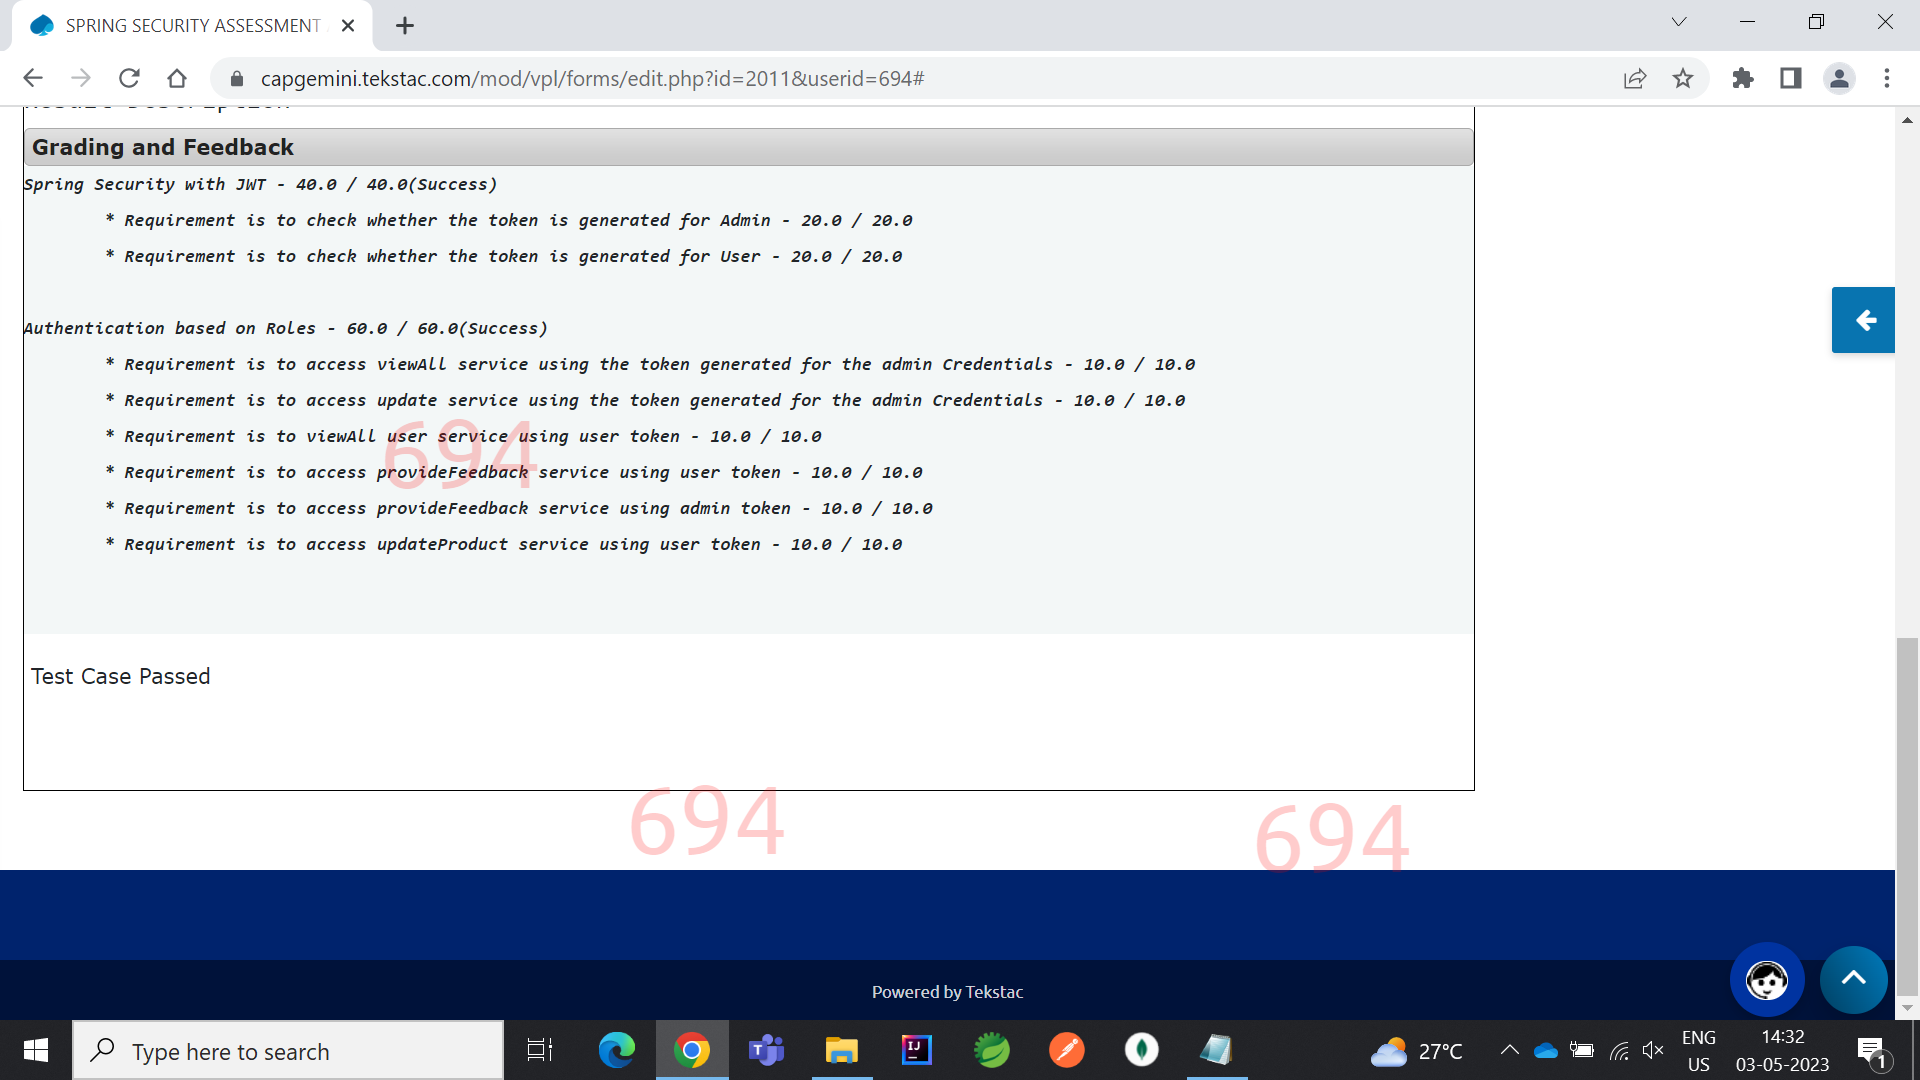 SPRING SECURITY ASSESSMENT
capgemini.tekstac.com/mod/vpl/forms/edit.php?id=2011&userid=694#
Grading and Feedback
Spring Security with JWT - 40.0 / 40.0(Success)
* Requirement is to check whether the token is generated for Admin - 20.0 / 20.0
* Requirement is to check whether the token is generated for User - 20.0 / 20.0
Authentication based on Roles - 60.0 / 60.0(Success)
* Requirement is to access viewAll service using the token generated for the admin Credentials - 10.0 / 10.0
* Requirement is to access update service using the token generated for the admin Credentials - 10.0 / 10.0
* Requirement is to viewAll user service using user token - 10.0 / 10.0
694
* Requirement is to access provideFeedback service using user token - 10.0 / 10.0
* Requirement is to access provideFeedback service using admin token - 10.0 / 10.0
* Requirement is to access updateProduct service using user token - 10.0 / 10.0
Test Case Passed
694
694
Powered by Tekstac
Type here to search
27°C
ENG
US
14:32
03-05-2023
1